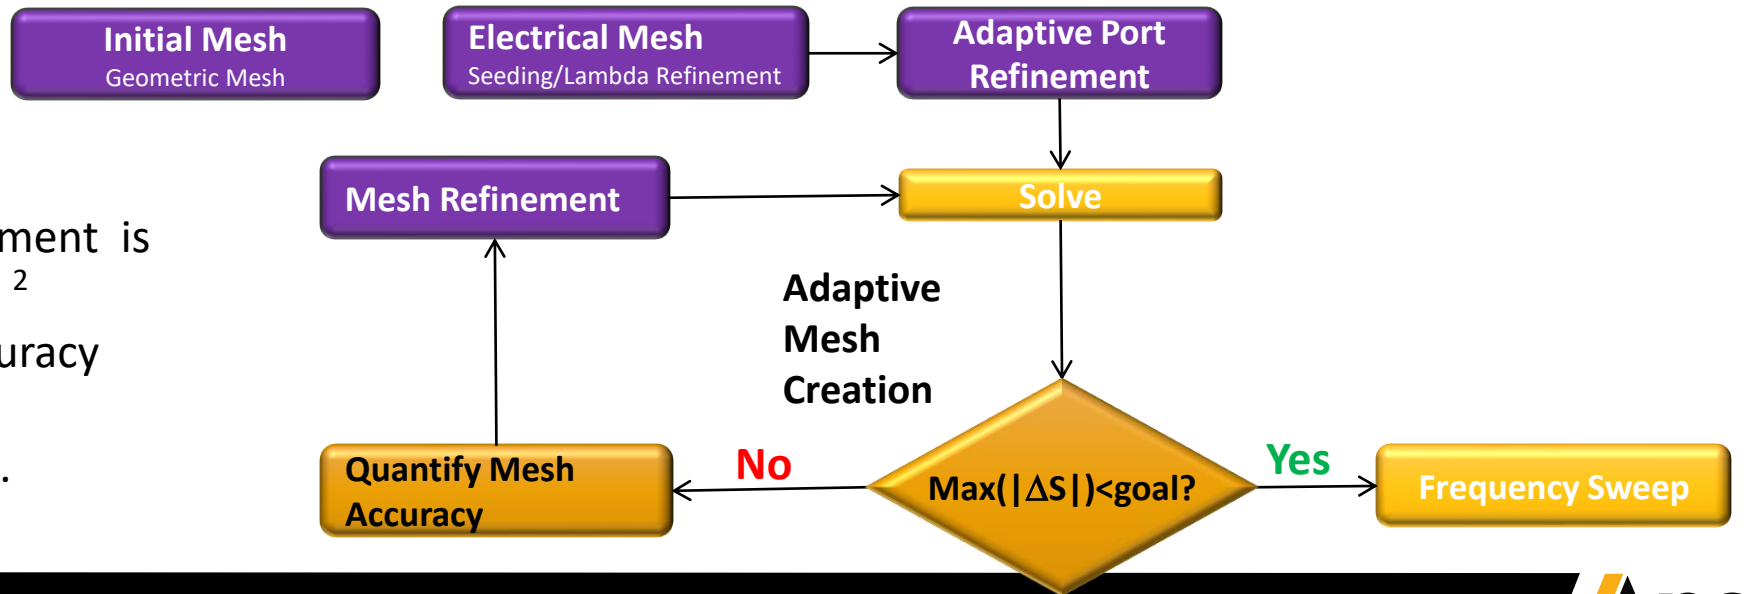 Initial Mesh
Geometric Mesh
Electrical Mesh
Seeding/Lambda Refinement
Adaptive Port
Refinement
Mesh Refinement
Solve
ment is
2
uracy
.
Adaptive
Mesh
Creation
Quantify Mesh
Accuracy
No
Max(|ΔS|)<goal?
Yes
Frequency Sweep